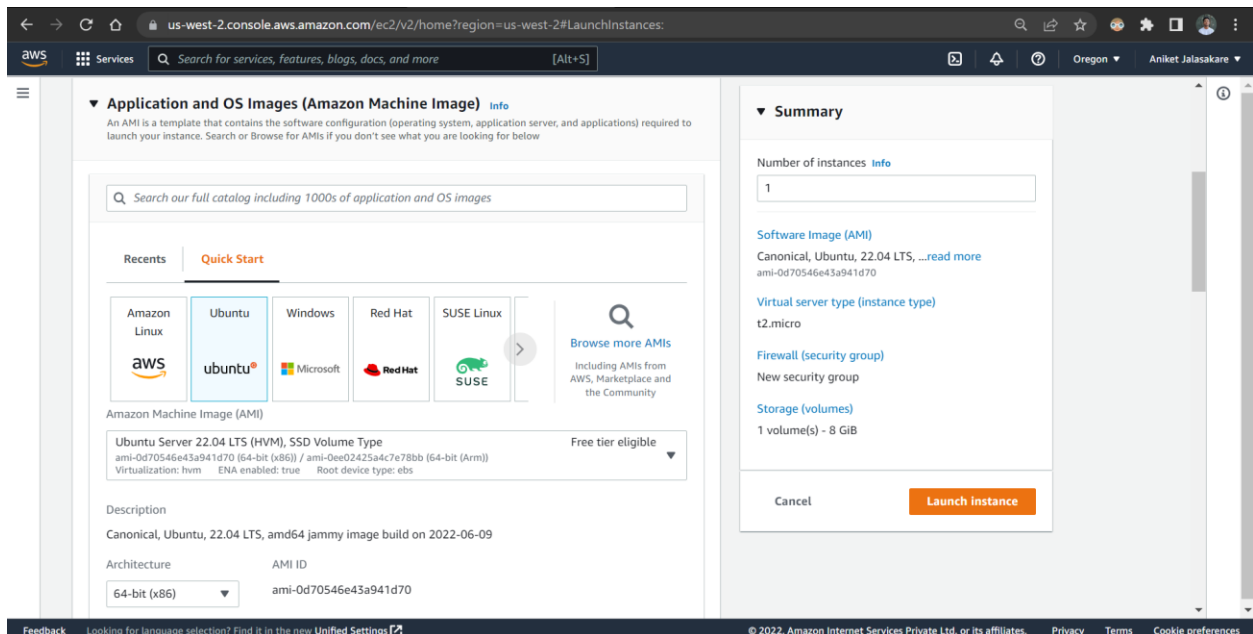 us-west-2.console.aws.amazon.com/ec2/v2/home?region=us-west-2#LaunchInstances:
aws
Services
Search for services, features, blogs, docs, and more
[Alt+S]
Oregon ▼
Aniket Jalasakare ▼
▼ Application and OS Images (Amazon Machine Image) Info
An AMI is a template that contains the software configuration (operating system, application server, and applications) required to
launch your instance. Search or Browse for AMIs if you don't see what you are looking for below
Search our full catalog including 1000s of application and OS images
Recents
Quick Start
Amazon
Linux
aws
Ubuntu
ubuntu®
Windows
Microsoft
Red Hat
Red Hat
SUSE Linux
SUSE
Browse more AMIs
Including AMIs from
AWS, Marketplace and
the Community
Amazon Machine Image (AMI)
Ubuntu Server 22.04 LTS (HVM), SSD Volume Type
Free tier eligible
ami-0d70546e43a941d70 (64-bit (x86)) / ami-0ee02425a4c7e78bb (64-bit (Arm))
Virtualization: hvm ENA enabled: true Root device type: ebs
Description
Canonical, Ubuntu, 22.04 LTS, amd64 jammy image build on 2022-06-09
Architecture
AMI ID
64-bit (x86)
ami-0d70546e43a941d70
▼ Summary
Number of instances Info
1
Software Image (AMI)
Canonical, Ubuntu, 22.04 LTS, ...read more
ami-0d70546e43a941d70
Virtual server type (instance type)
t2.micro
Firewall (security group)
New security group
Storage (volumes)
1 volume(s) - 8 GiB
Cancel
Launch instance
Feedback
Looking for language selection? Find it in the new Unified Settings
© 2022, Amazon Internet Services Private Ltd. or its affiliates.
Privacy
Terms
Cookie preferences